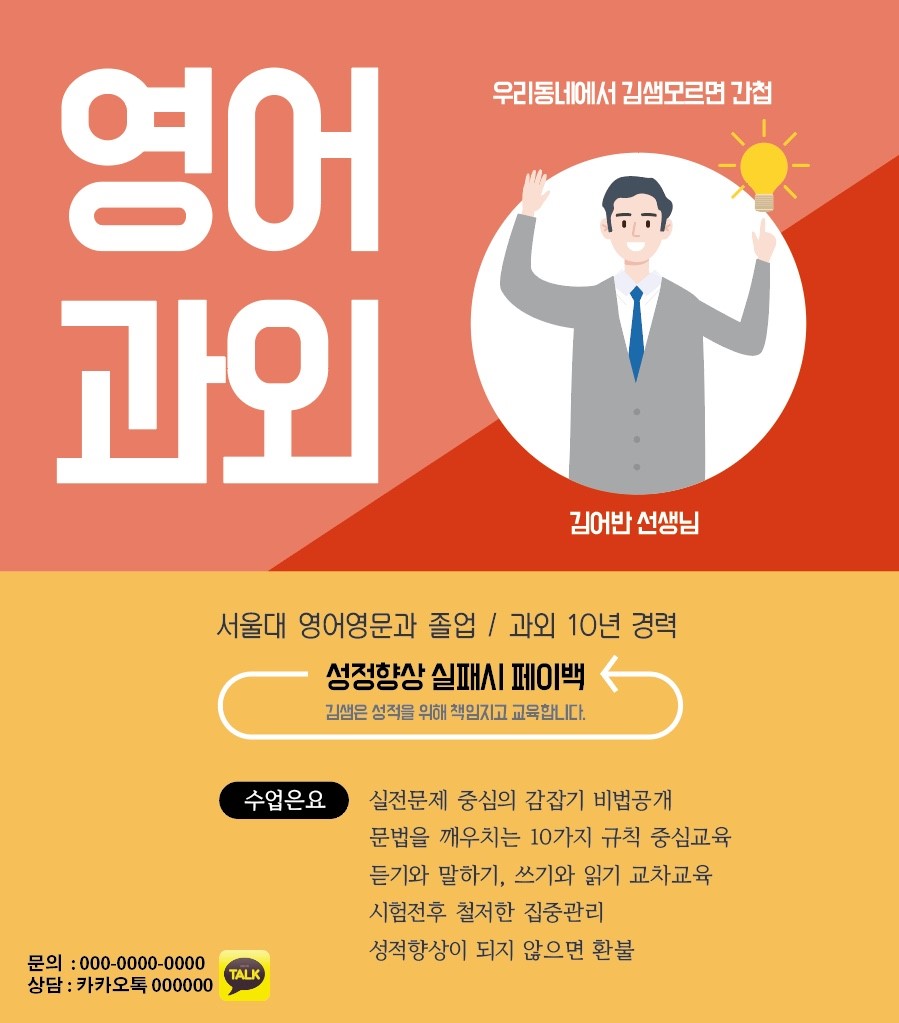 영어
과외
우리동네에서 김샘모르면 간첩
김어반 선생님
서울대 영어영문과 졸업 / 과외 10년 경력
성정향상 실패시 페이백
김샘은 성적을 위해 책임지고 교육합니다.
수업은요
실전문제 중심의 감잡기 비법공개
문법을 깨우치는 10가지 규칙 중심교육
듣기와 말하기, 쓰기와 읽기 교차교육
시험전후 철저한 집중관리
성적향상이 되지 않으면 환불
문의 : 000-0000-0000
상담 : 카카오톡 000000
TALK